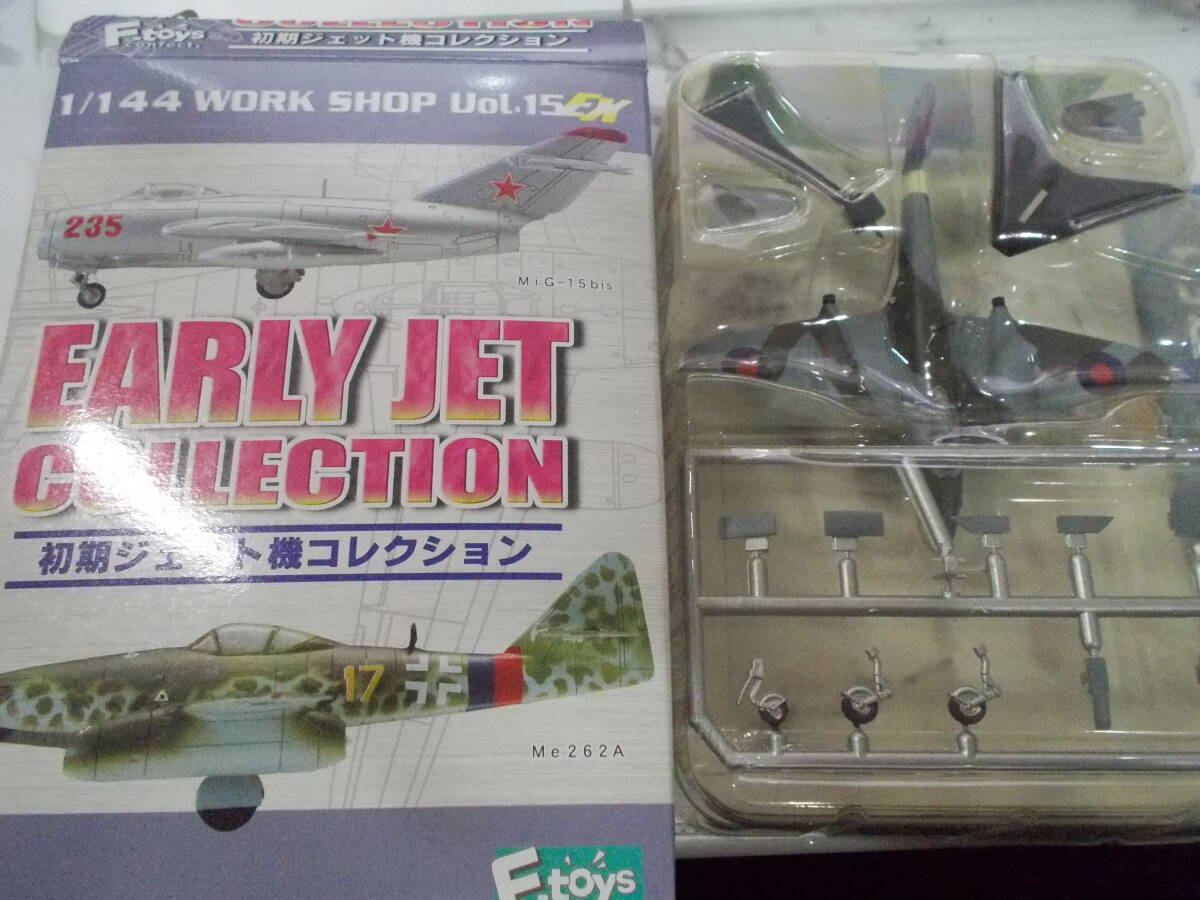 COLLECTION
F.toys
confect.
初期ジェット機コレクション
1/144 WORK SHOP Vol.15 EX
235
MiG-15bis
EARLY JET
COLLECTION
初期ジェット機コレクション
17
Me262A
F.toys